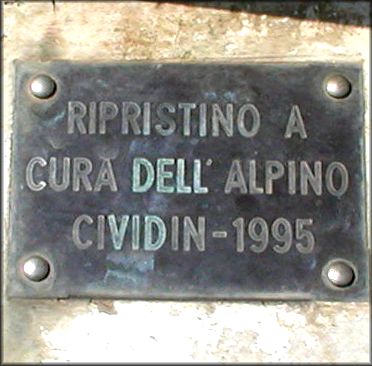 RIPRISTINO A
CURA DELL' ALPINO
CIVIDIN-1995